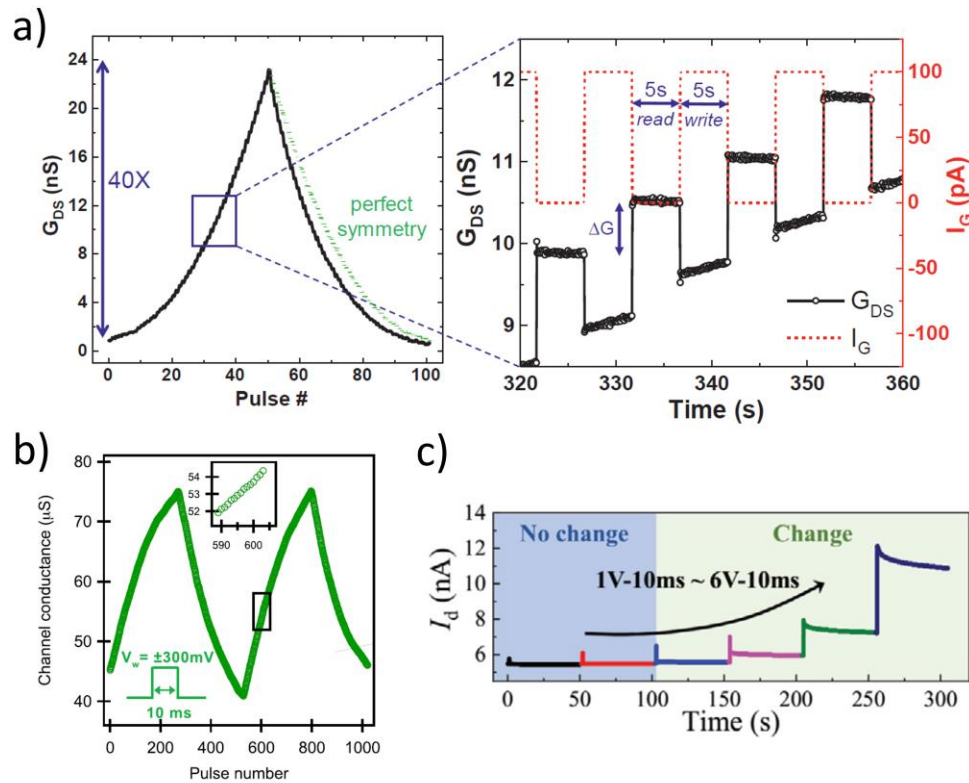 a)
24
20
16
12
8
4
0
G_DS (nS)
40X
perfect
symmetry
0 20 40 60 80 100
Pulse #
12
11
10
9
G_DS (nS)
5s 5s
read write
ΔG
G_DS
I_G
100
50
0
-50
-100
I_G (pA)
320 330 340 350 360
Time (s)
b)
80
70
60
50
40
Channel conductance (μS)
54
53
52
51
590 600
V_w = ±300mV
10 ms
0 200 400 600 800 1000
Pulse number
c)
14
12
10
8
6
4
I_d (nA)
No change Change
1V-10ms ~ 6V-10ms
0 50 100 150 200 250 300
Time (s)